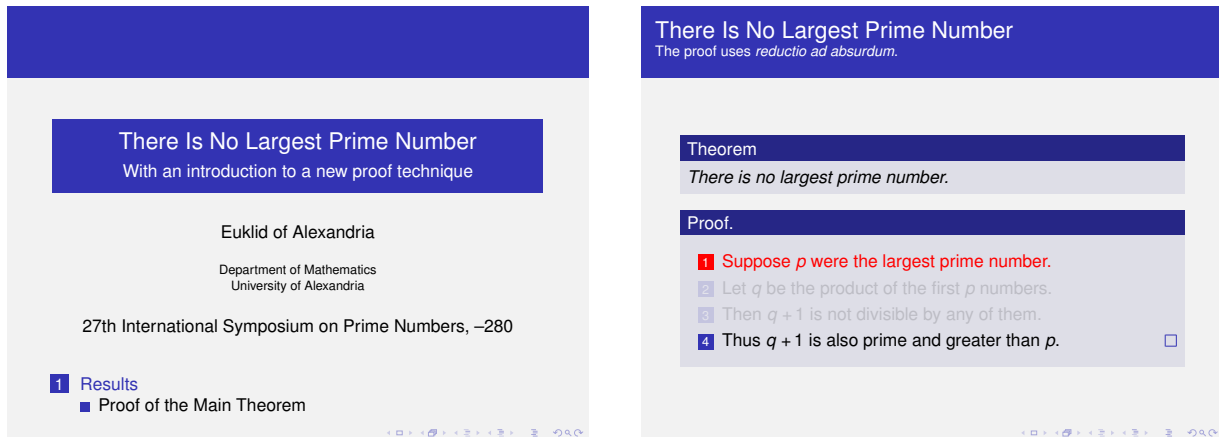 There Is No Largest Prime Number
With an introduction to a new proof technique
Euklid of Alexandria
Department of Mathematics
University of Alexandria
27th International Symposium on Prime Numbers, –280
1 Results
Proof of the Main Theorem
There Is No Largest Prime Number
The proof uses reductio ad absurdum.
Theorem
There is no largest prime number.
Proof.
1 Suppose p were the largest prime number.
2 Let q be the product of the first p numbers.
3 Then q + 1 is not divisible by any of them.
4 Thus q + 1 is also prime and greater than p.